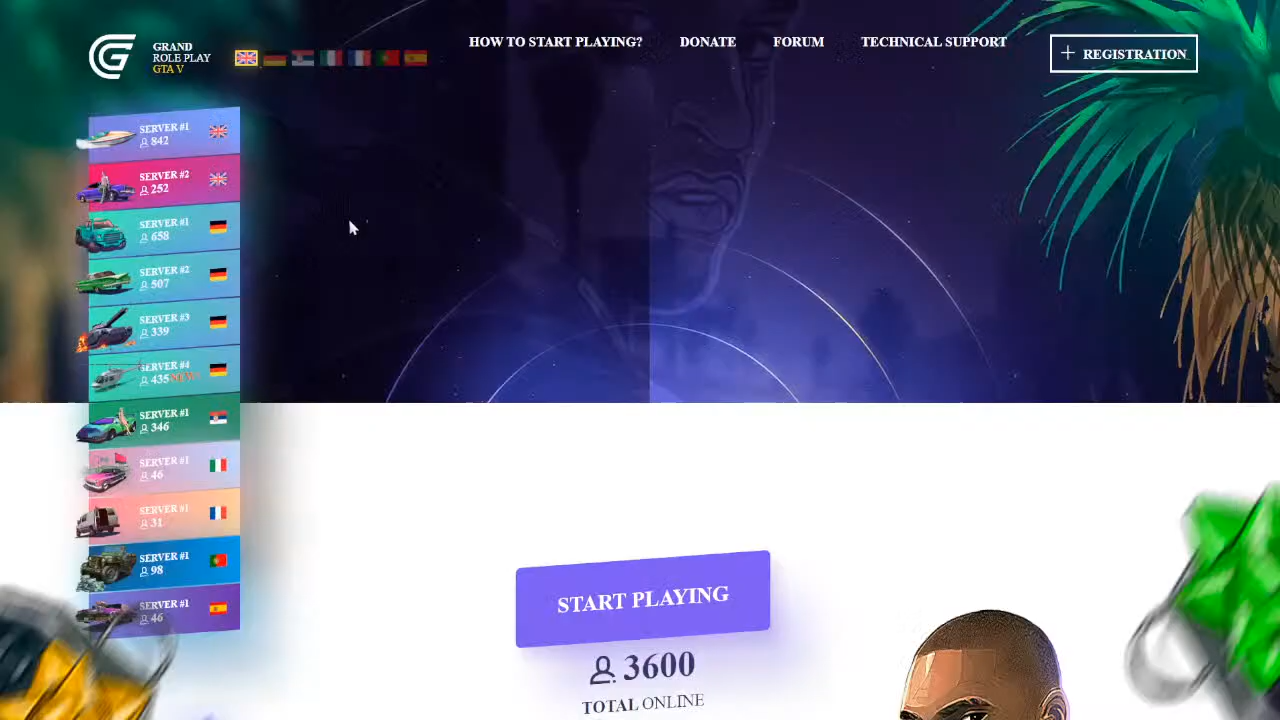 GRAND
ROLE PLAY
GTA V
HOW TO START PLAYING?
DONATE
FORUM
TECHNICAL SUPPORT
+ REGISTRATION
SERVER #1
842
SERVER #2
252
SERVER #1
658
SERVER #2
507
SERVER #3
339
SERVER #4
435 NEW!
SERVER #1
346
SERVER #1
46
SERVER #1
31
SERVER #1
98
SERVER #1
46
START PLAYING
3600
TOTAL ONLINE